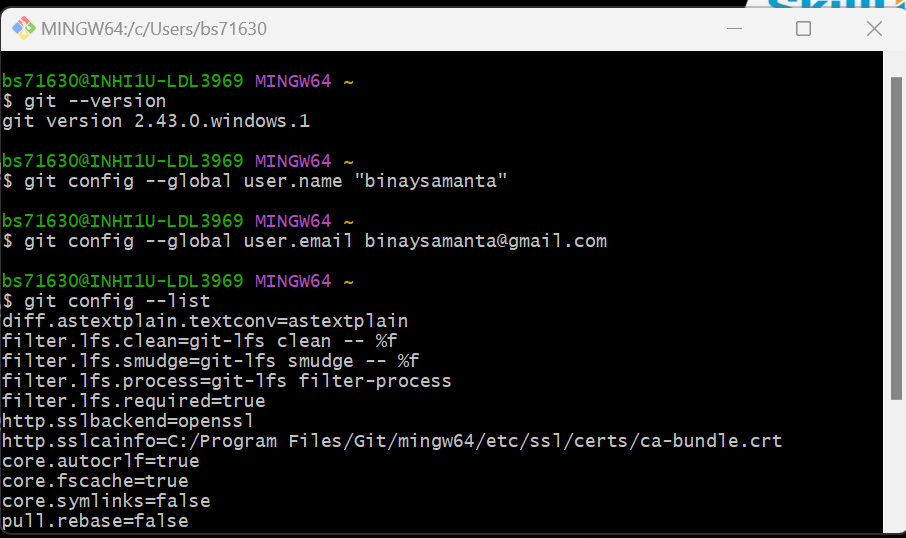 MINGW64:/c/Users/bs71630
bs71630@INHI1U-LDL3969 MINGW64 ~
$ git --version
git version 2.43.0.windows.1
bs71630@INHI1U-LDL3969 MINGW64 ~
$ git config --global user.name "binaysamanta"
bs71630@INHI1U-LDL3969 MINGW64 ~
$ git config --global user.email binaysamanta@gmail.com
bs71630@INHI1U-LDL3969 MINGW64 ~
$ git config --list
diff.astextplain.textconv=astextplain
filter.lfs.clean=git-lfs clean -- %f
filter.lfs.smudge=git-lfs smudge -- %f
filter.lfs.process=git-lfs filter-process
filter.lfs.required=true
http.sslbackend=openssl
http.sslcainfo=C:/Program Files/Git/mingw64/etc/ssl/certs/ca-bundle.crt
core.autocrlf=true
core.fscache=true
core.symlinks=false
pull.rebase=false